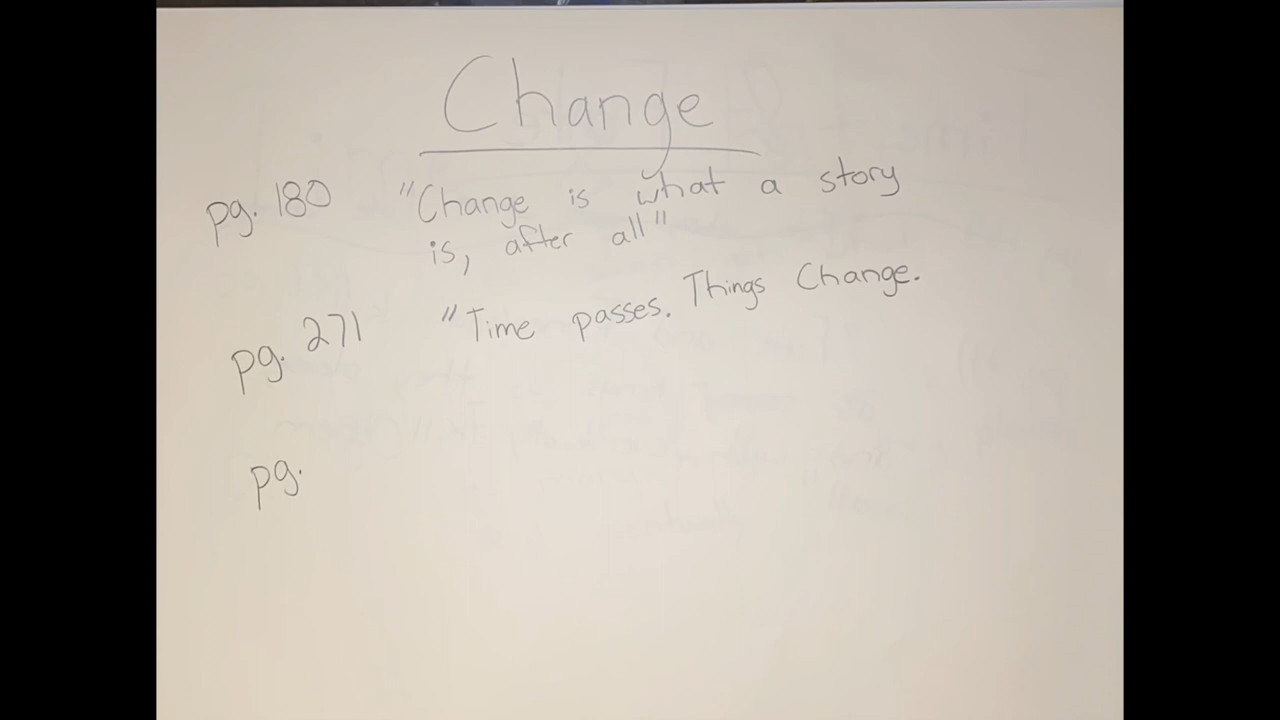 Change
pg. 180 "Change is what a story
is, after all"
pg. 271 "Time passes. Things Change.
pg.